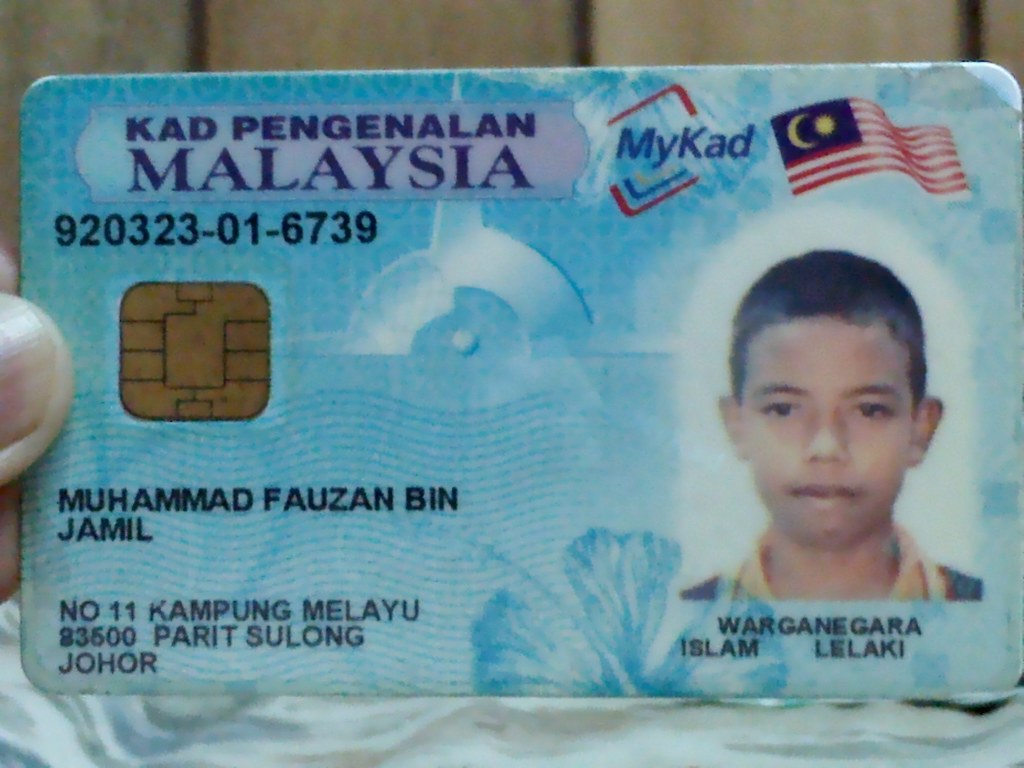 KAD PENGENALAN
MALAYSIA
MyKad
920323-01-6739
MUHAMMAD FAUZAN BIN
JAMIL
NO 11 KAMPUNG MELAYU
83500 PARIT SULONG
JOHOR
WARGANEGARA
ISLAM LELAKI